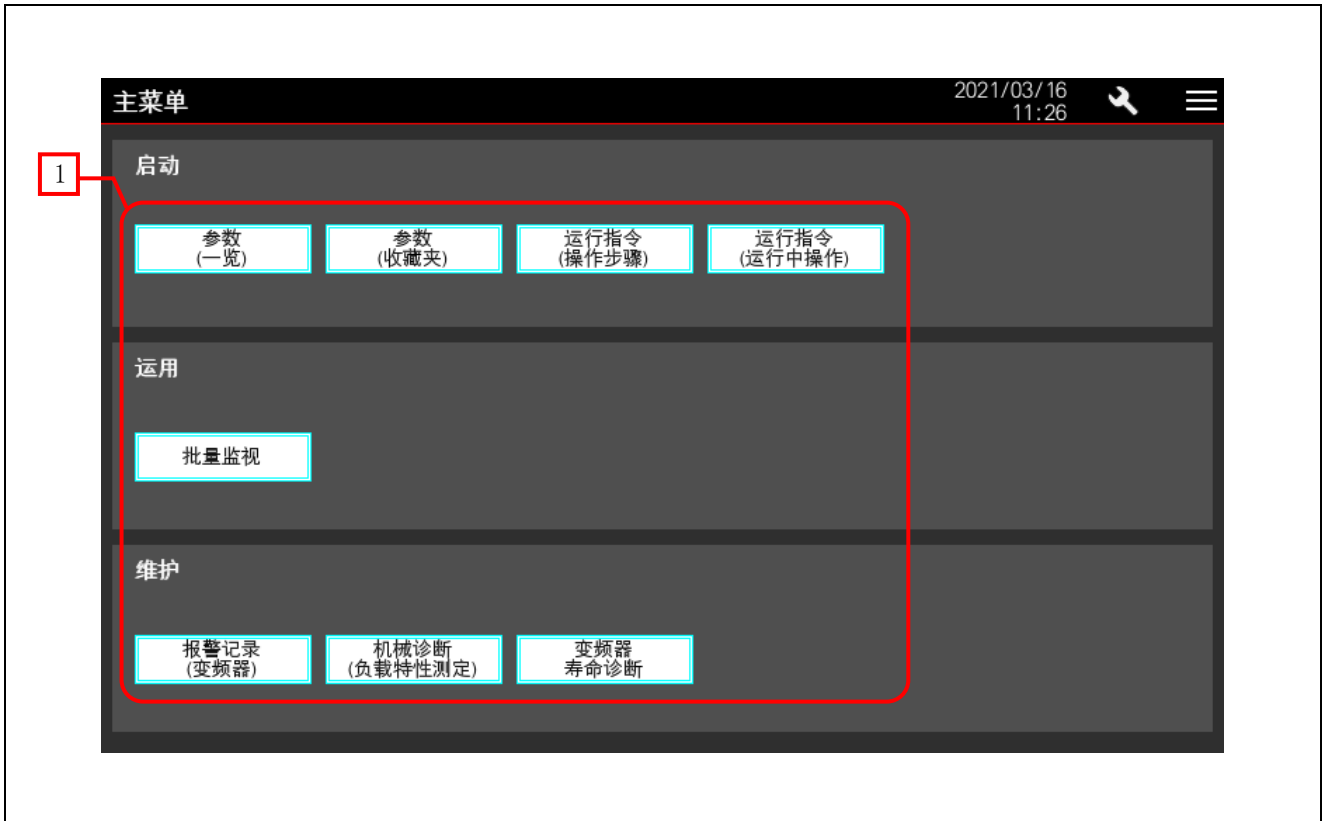 主菜单
2021/03/16
11:26
1
启动
参数
(一览)
参数
(收藏夹)
运行指令
(操作步骤)
运行指令
(运行中操作)
运用
批量监视
维护
报警记录
(变频器)
机械诊断
(负载特性测定)
变频器
寿命诊断